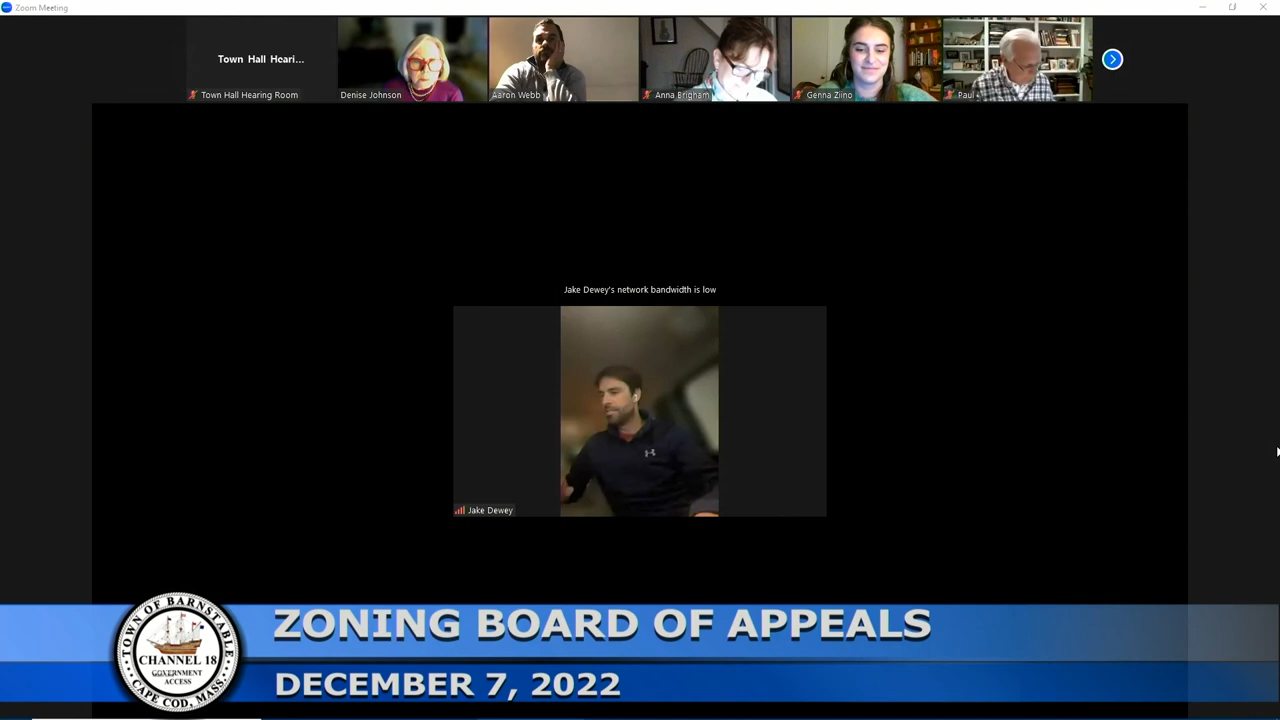 Zoom Meeting
Town Hall Heari...
Town Hall Hearing Room
Denise Johnson
Aaron Webb
Anna Brigham
Genna Ziino
Paul
Jake Dewey's network bandwidth is low
Jake Dewey
TOWN OF BARNSTABLE
CHANNEL 18
GOVERNMENT
ACCESS
CAPE COD, MASS.
ZONING BOARD OF APPEALS
DECEMBER 7, 2022